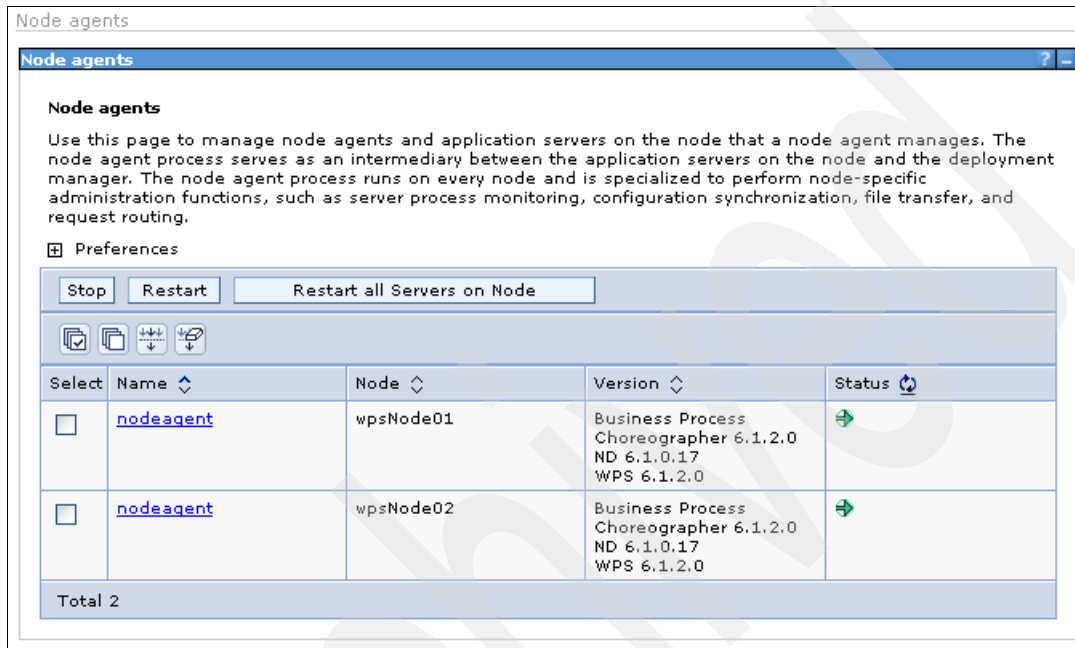 Node agents
Node agents ? -
Node agents
Use this page to manage node agents and application servers on the node that a node agent manages. The
node agent process serves as an intermediary between the application servers on the node and the deployment
manager. The node agent process runs on every node and is specialized to perform node-specific
administration functions, such as server process monitoring, configuration synchronization, file transfer, and
request routing.
+ Preferences
Stop Restart Restart all Servers on Node
Select Name Node Version Status
nodeagent wpsNode01 Business Process
Choreographer 6.1.2.0
ND 6.1.0.17
WPS 6.1.2.0
nodeagent wpsNode02 Business Process
Choreographer 6.1.2.0
ND 6.1.0.17
WPS 6.1.2.0
Total 2